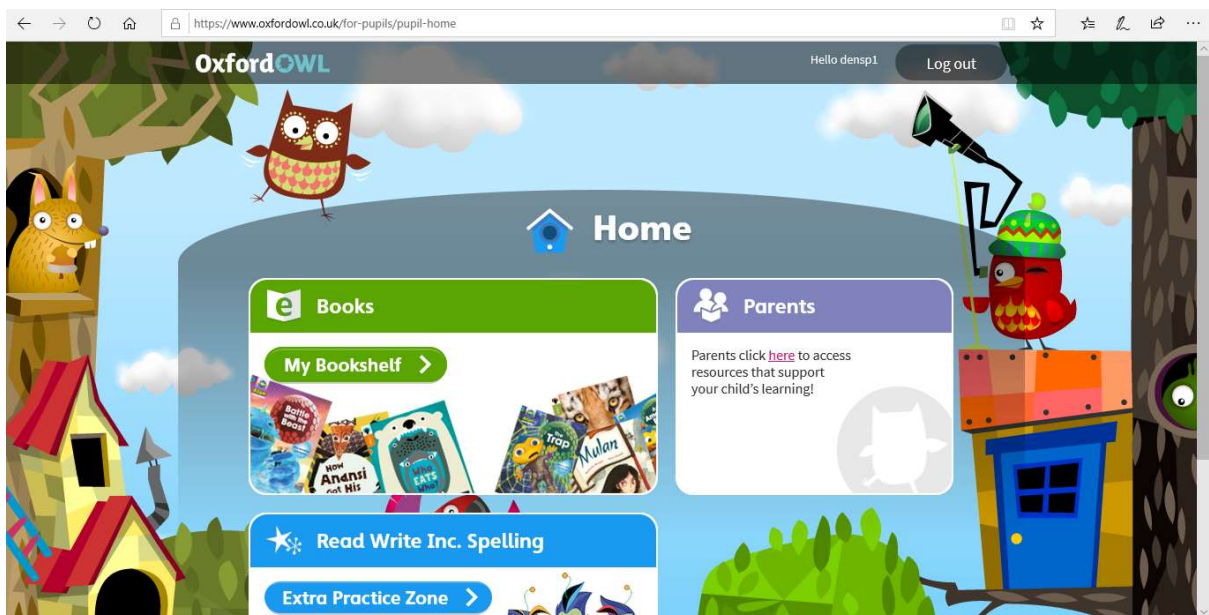 https://www.oxfordowl.co.uk/for-pupils/pupil-home
OxfordOWL
Hello densp1
Log out
Home
e Books
My Bookshelf
Battle
with the
Beast
How
Anansi
Got His
Who
EATS
Who
The
Trap
Mulan
Parents
Parents click here to access
resources that support
your child's learning!
Read Write Inc. Spelling
Extra Practice Zone